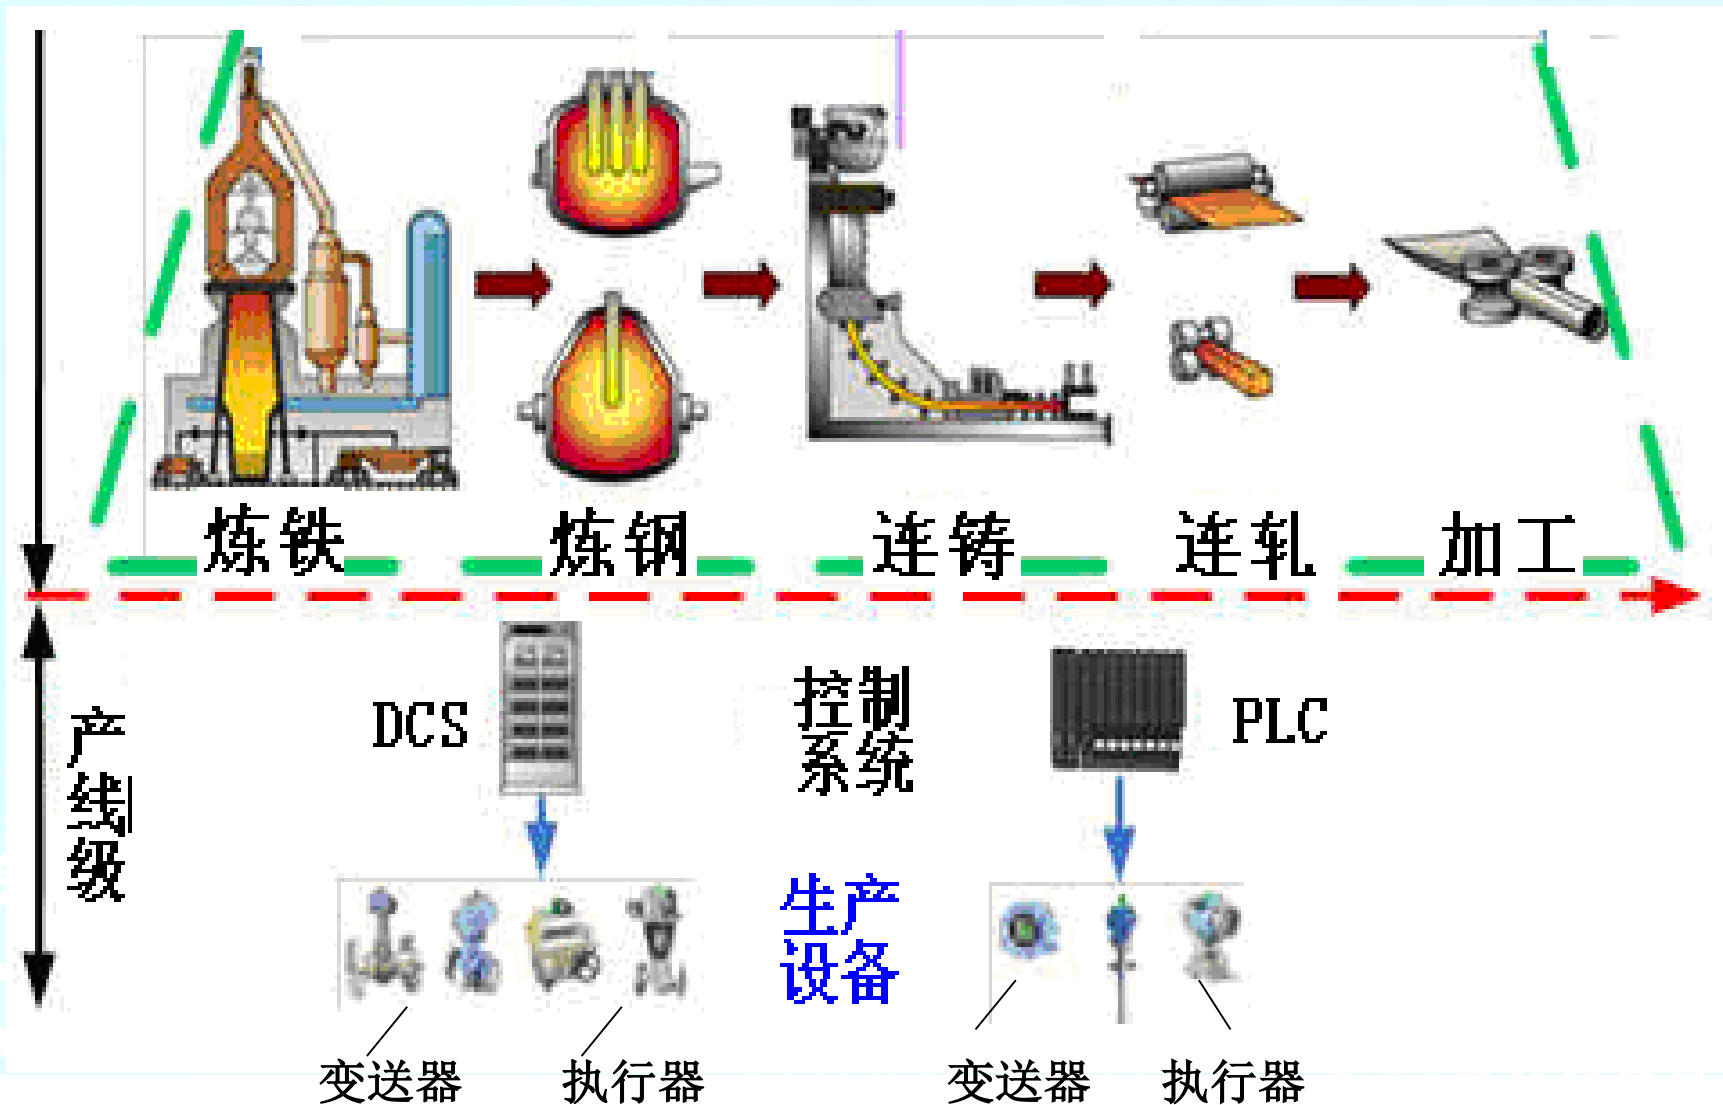 炼铁
炼钢
连铸
连轧
加工
产
线
级
DCS
控制
系统
PLC
生产
设备
变送器
执行器
变送器
执行器